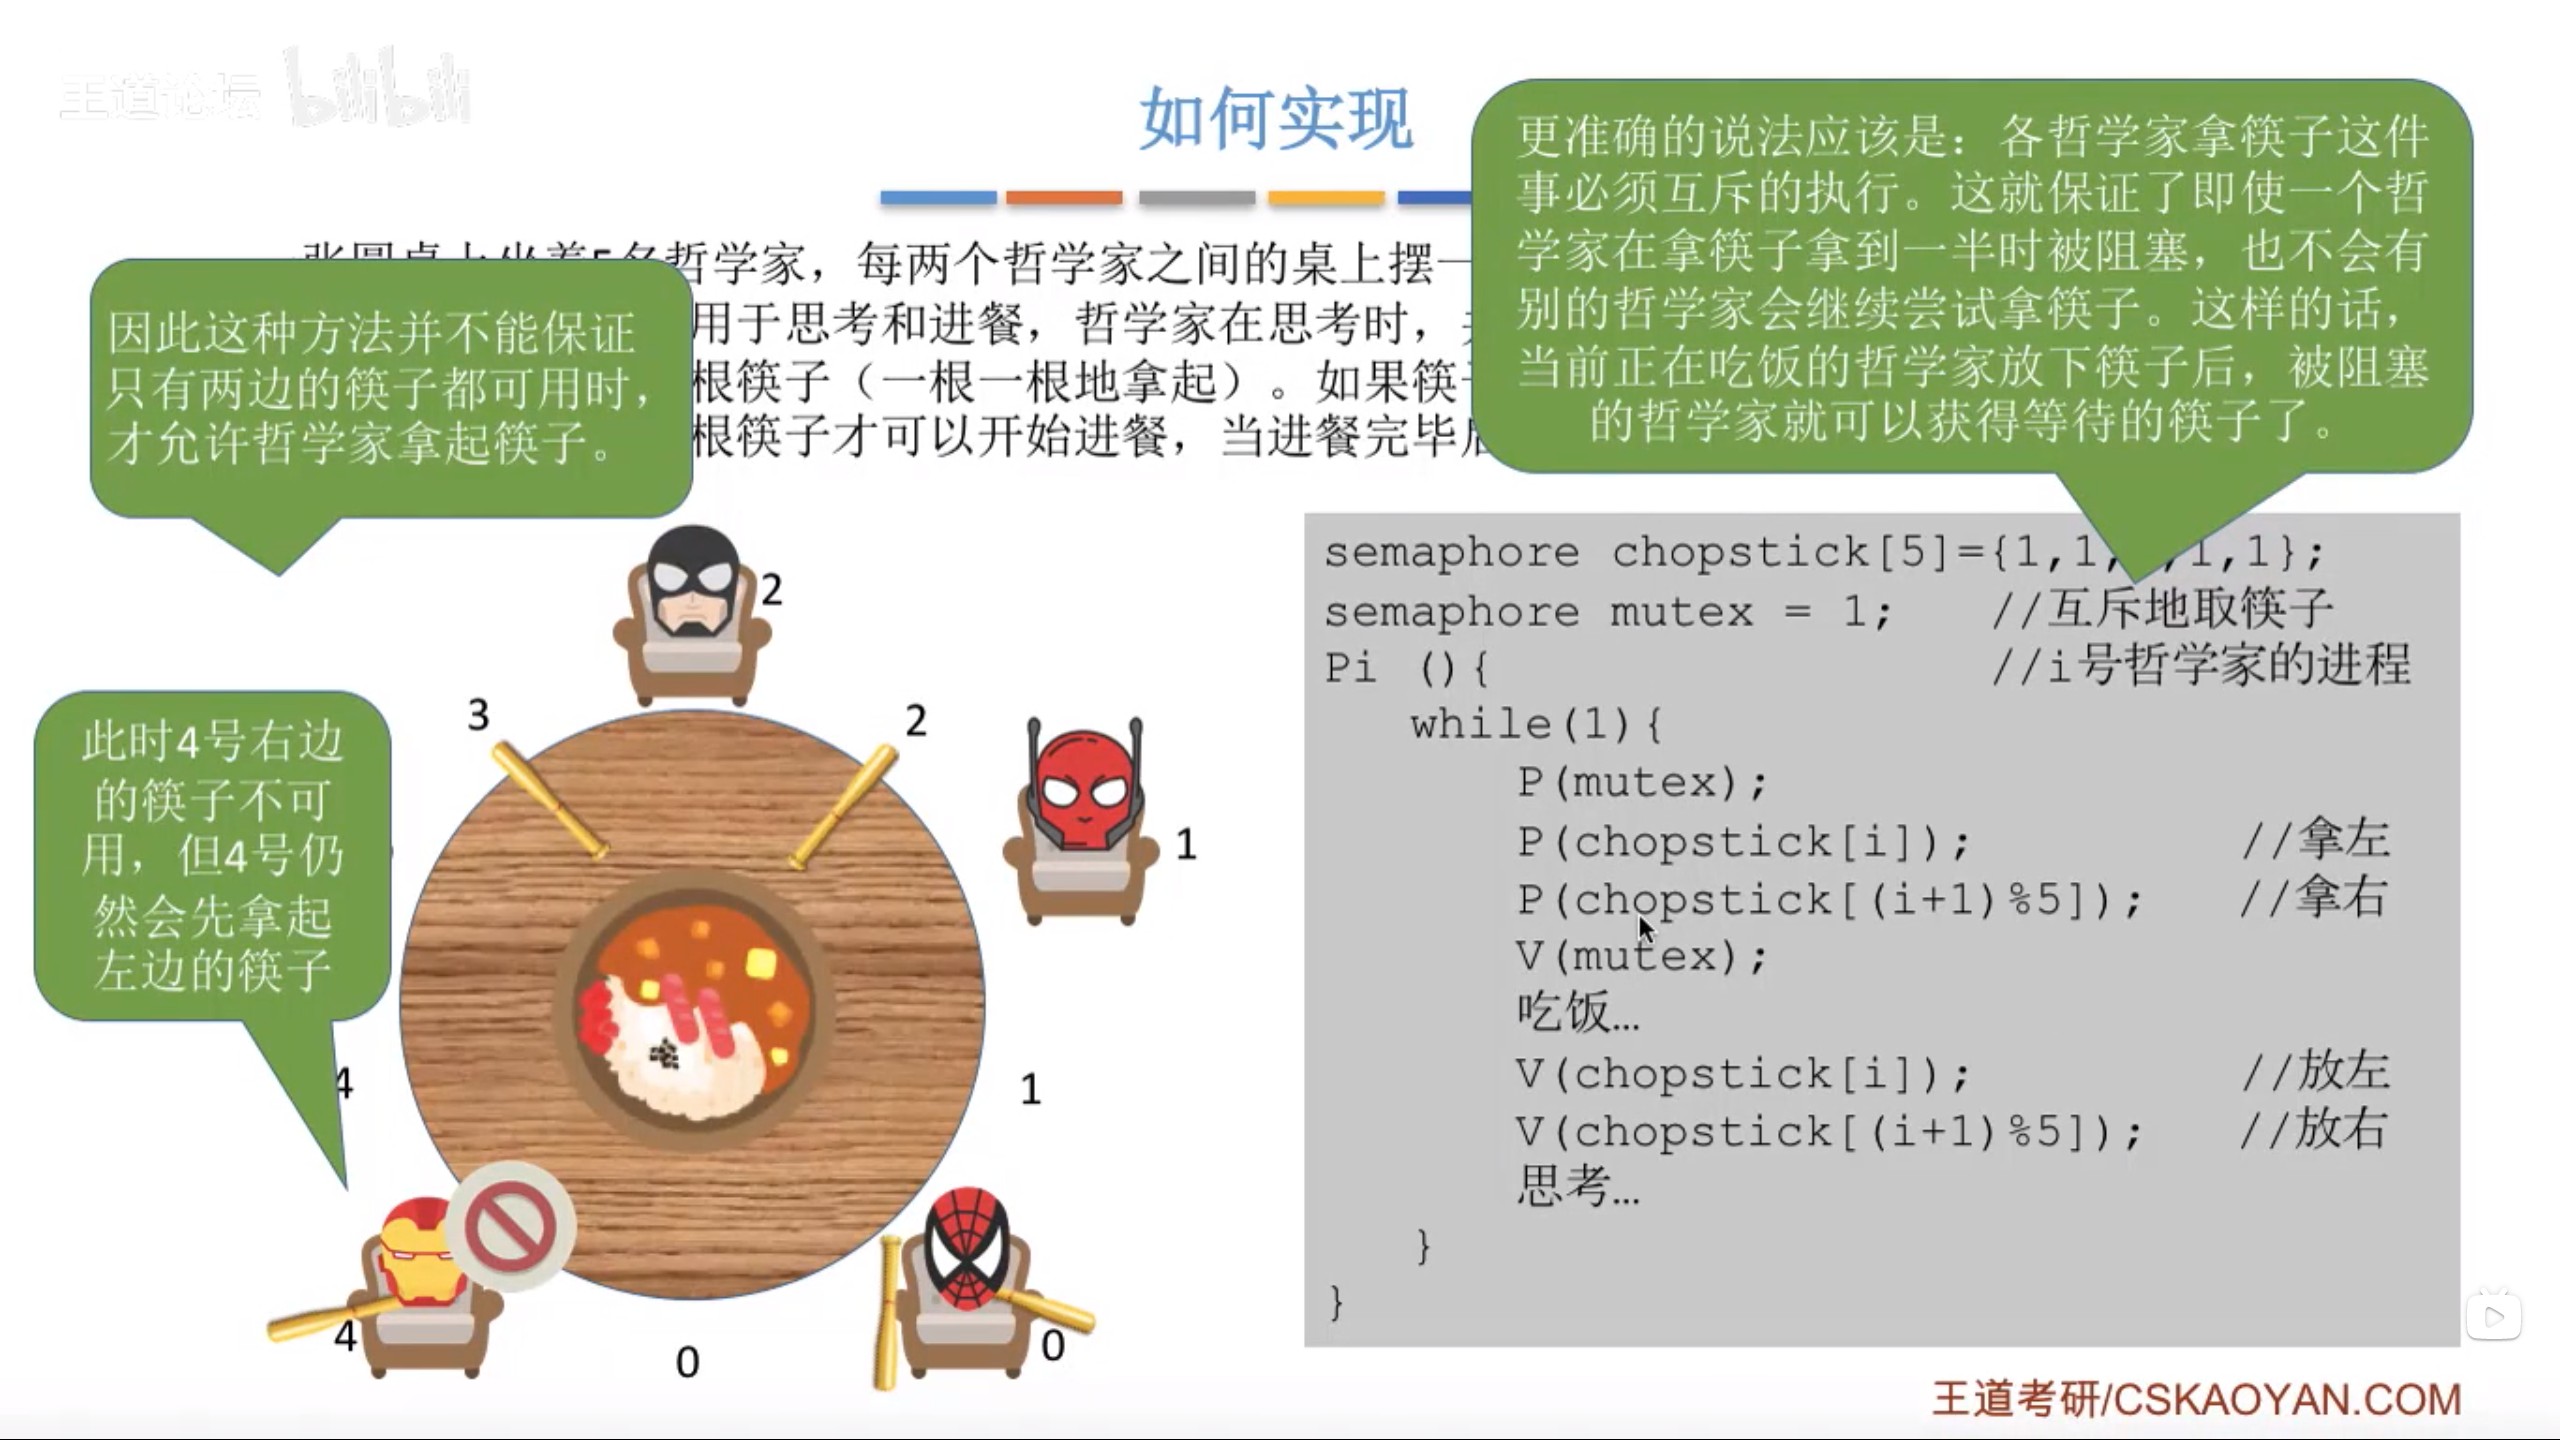 王道论坛 bilibili
如何实现
更准确的说法应该是：各哲学家拿筷子这件
事必须互斥的执行。这就保证了即使一个哲
学家在拿筷子拿到一半时被阻塞，也不会有
别的哲学家会继续尝试拿筷子。这样的话，
当前正在吃饭的哲学家放下筷子后，被阻塞
的哲学家就可以获得等待的筷子了。
一张圆桌上坐着5名哲学家，每两个哲学家之间的桌上摆一
用于思考和进餐，哲学家在思考时，
根筷子（一根一根地拿起）。如果筷
根筷子才可以开始进餐，当进餐完毕
因此这种方法并不能保证
只有两边的筷子都可用时，
才允许哲学家拿起筷子。
2
3
2
1
此时4号右边
的筷子不可
用，但4号仍
然会先拿起
左边的筷子
4
1
4
0
0
semaphore chopstick[5]={1,1, ,1,1};
semaphore mutex = 1; //互斥地取筷子
Pi (){ //i号哲学家的进程
while(1){
P(mutex);
P(chopstick[i]); //拿左
P(chopstick[(i+1)%5]); //拿右
V(mutex);
吃饭…
V(chopstick[i]); //放左
V(chopstick[(i+1)%5]); //放右
思考…
}
}
王道考研/CSKAOYAN.COM